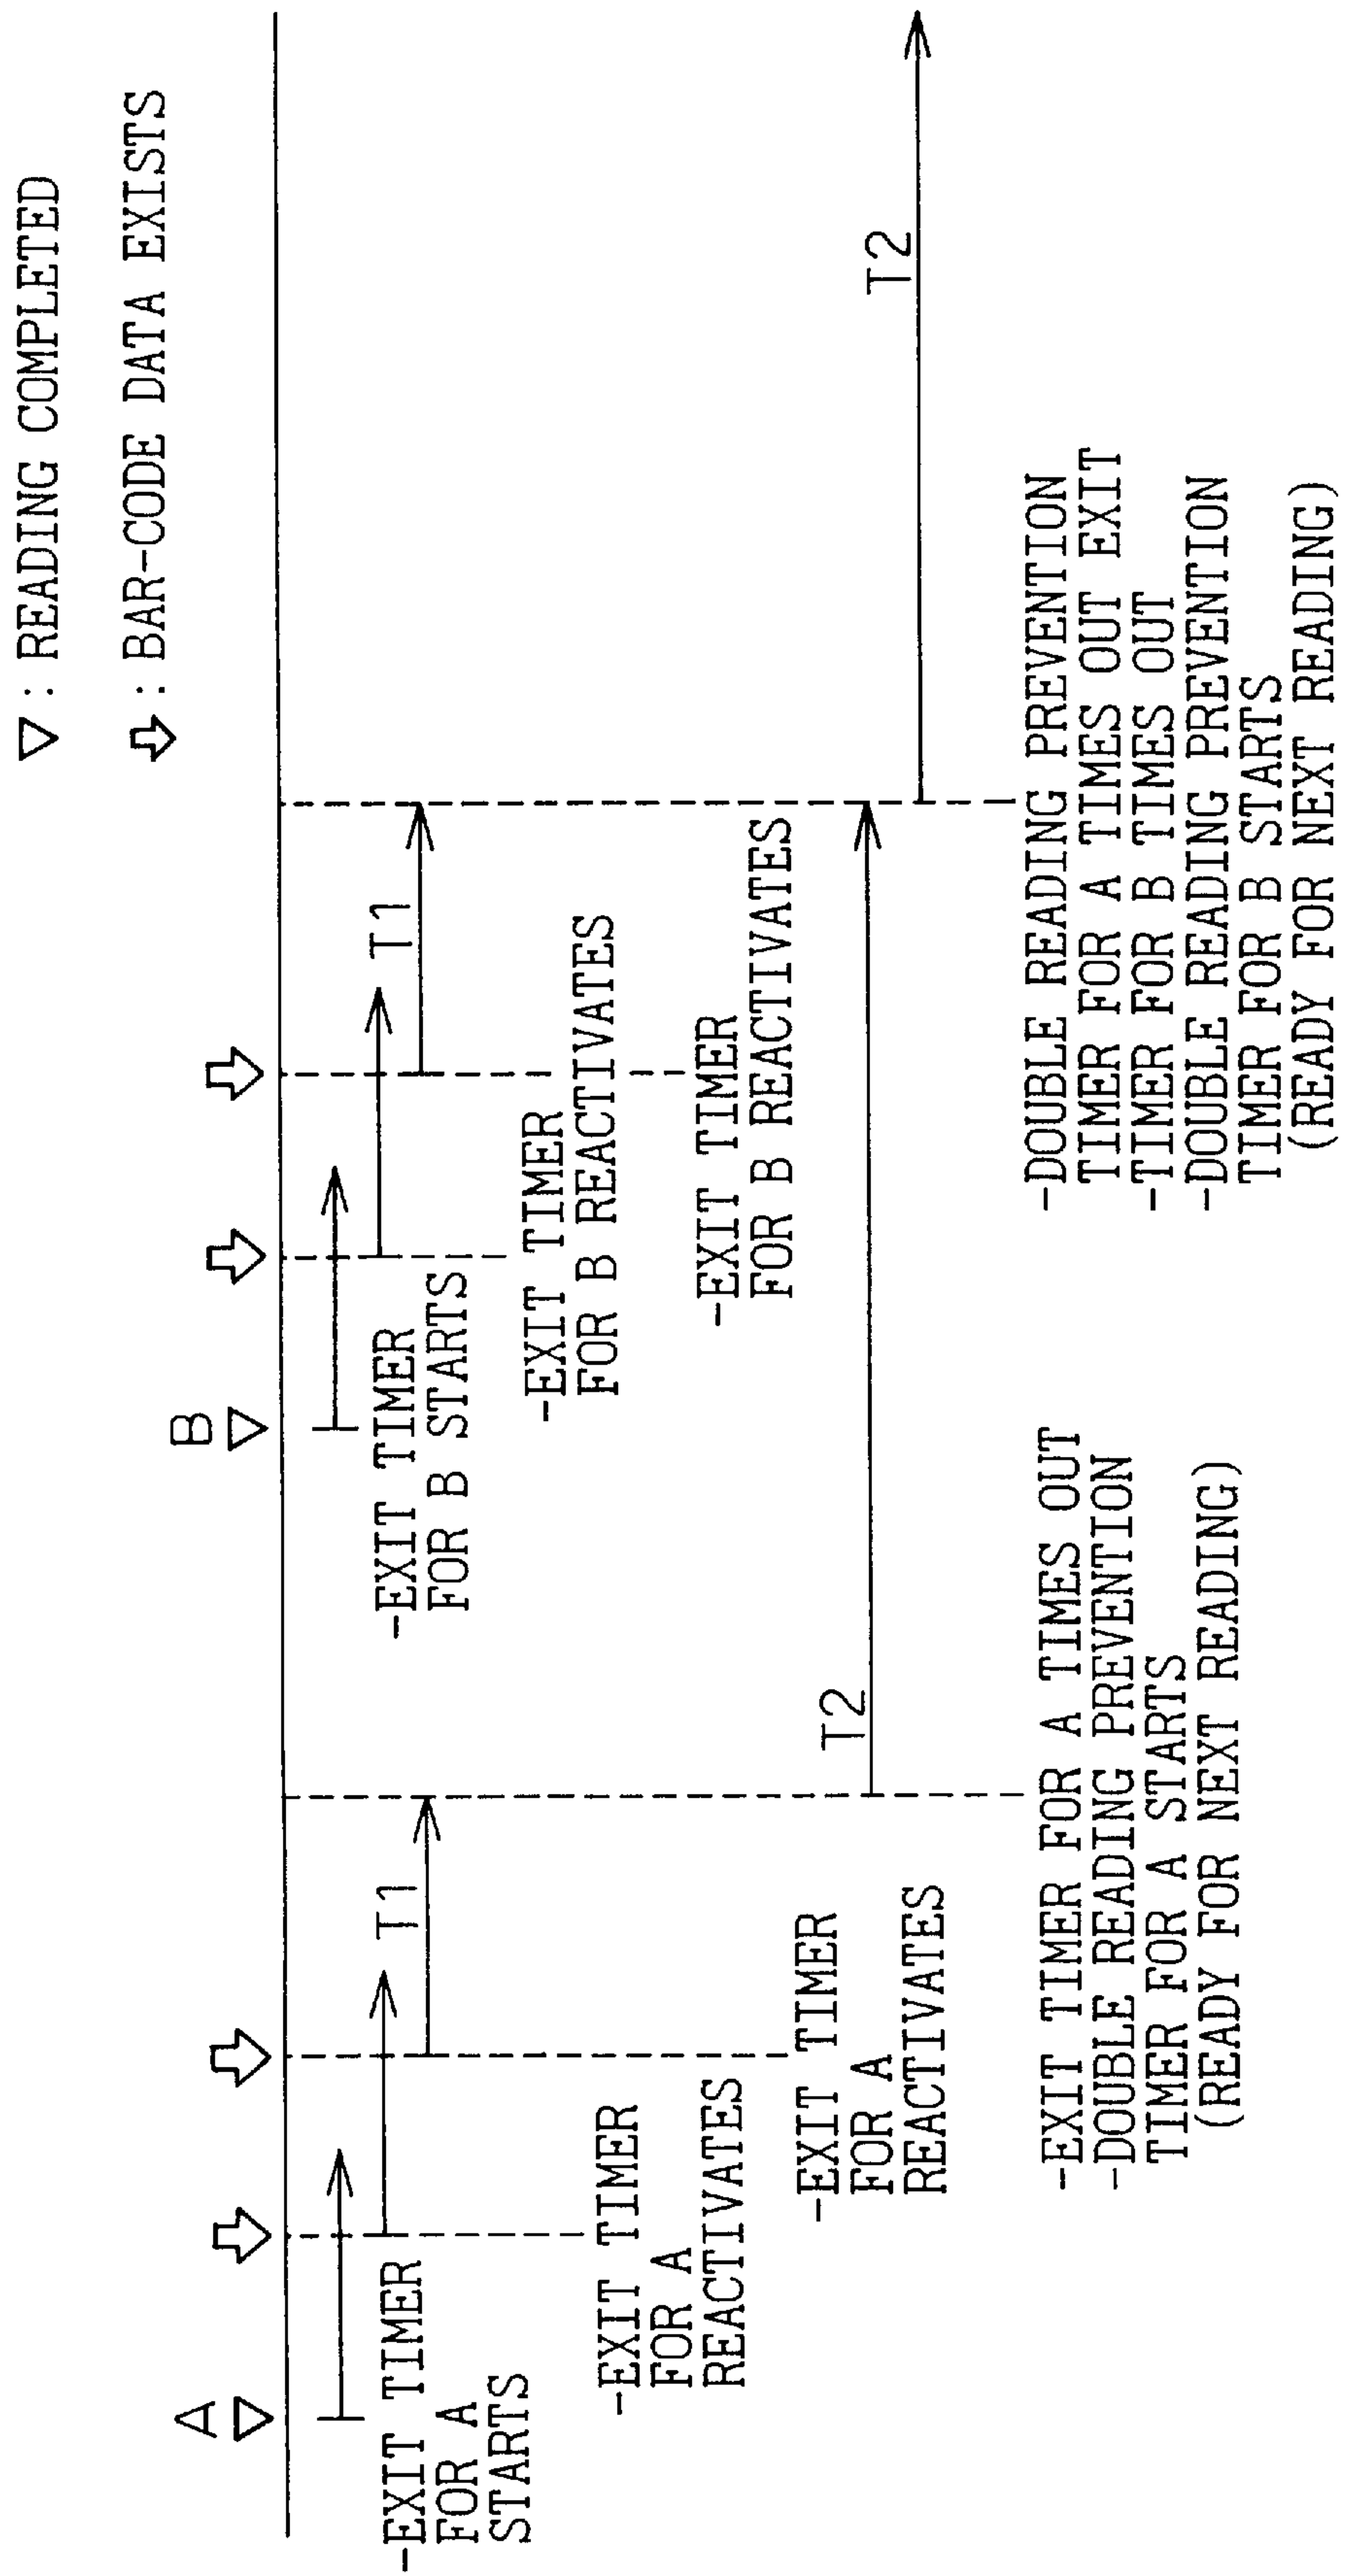 ▽ : READING COMPLETED
⇨ : BAR-CODE DATA EXISTS
A
B
-EXIT TIMER
FOR A
STARTS
-EXIT TIMER
FOR A
REACTIVATES
T1
-EXIT TIMER
FOR A
REACTIVATES
-EXIT TIMER FOR A TIMES OUT
-DOUBLE READING PREVENTION
TIMER FOR A STARTS
(READY FOR NEXT READING)
T2
-EXIT TIMER
FOR B STARTS
-EXIT TIMER
FOR B REACTIVATES
T1
-EXIT TIMER
FOR B REACTIVATES
-DOUBLE READING PREVENTION
TIMER FOR A TIMES OUT EXIT
-TIMER FOR B TIMES OUT
-DOUBLE READING PREVENTION
TIMER FOR B STARTS
(READY FOR NEXT READING)
T2